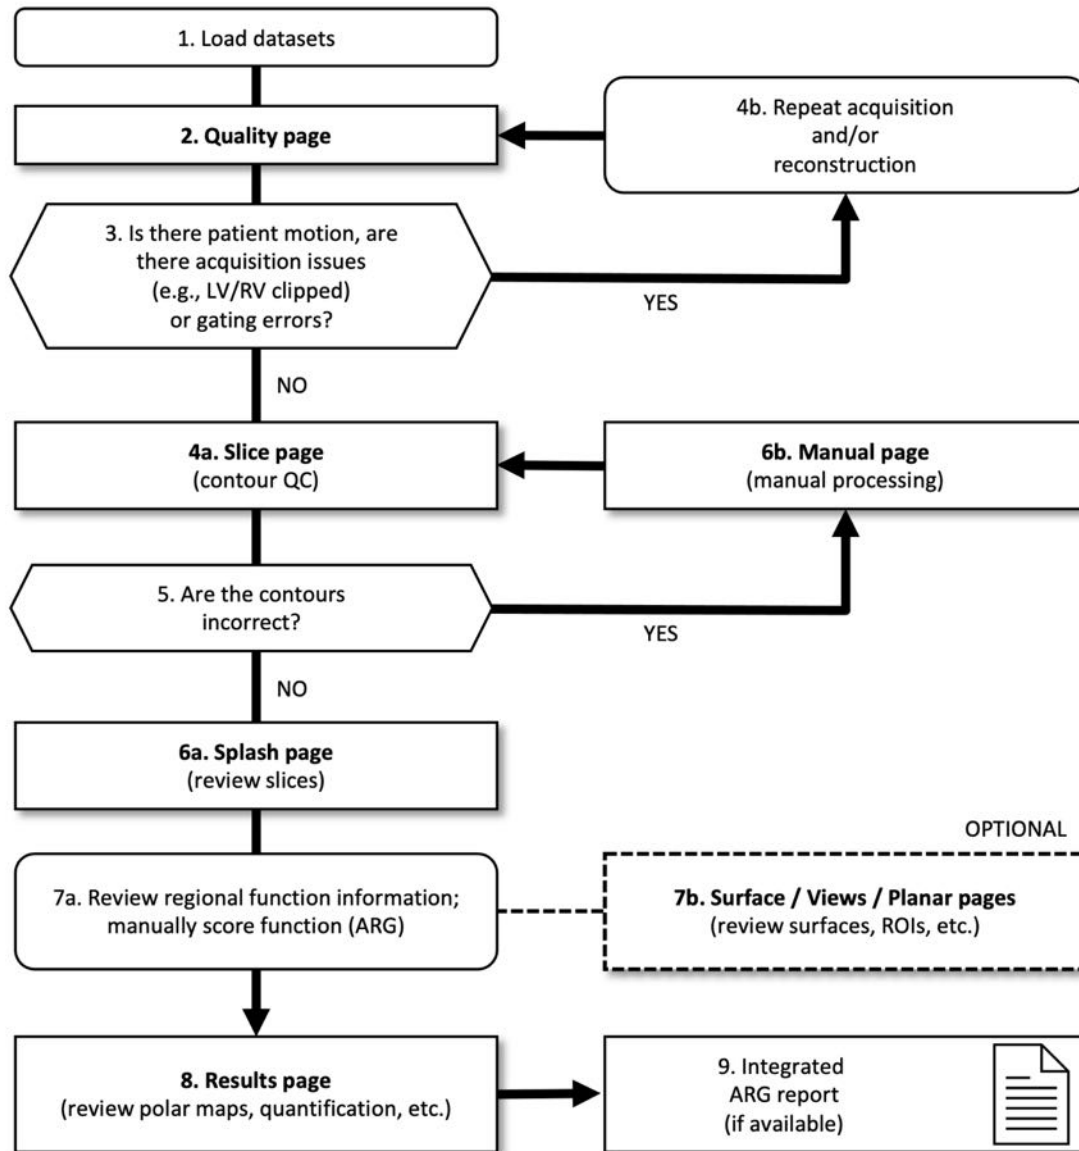 1. Load datasets
2. Quality page
4b. Repeat acquisition
and/or
reconstruction
3. Is there patient motion, are
there acquisition issues
(e.g., LV/RV clipped)
or gating errors?
YES
NO
4a. Slice page
(contour QC)
6b. Manual page
(manual processing)
5. Are the contours
incorrect?
YES
NO
6a. Splash page
(review slices)
OPTIONAL
7a. Review regional function information;
manually score function (ARG)
7b. Surface / Views / Planar pages
(review surfaces, ROIs, etc.)
8. Results page
(review polar maps, quantification, etc.)
9. Integrated
ARG report
(if available)